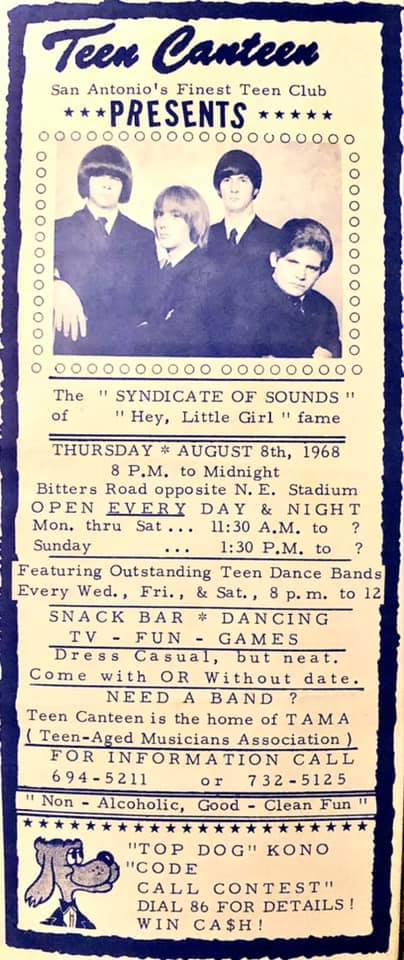 Teen Canteen
San Antonio's Finest Teen Club
***PRESENTS*****
The "SYNDICATE OF SOUNDS"
of "Hey, Little Girl" fame
THURSDAY * AUGUST 8th, 1968
8 P.M. to Midnight
Bitters Road opposite N. E. Stadium
OPEN EVERY DAY & NIGHT
Mon. thru Sat... 11:30 A.M. to ?
Sunday ... 1:30 P.M. to ?
Featuring Outstanding Teen Dance Bands
Every Wed., Fri., & Sat., 8 p.m. to 12
SNACK BAR * DANCING
TV - FUN - GAMES
Dress Casual, but neat.
Come with OR Without date.
NEED A BAND ?
Teen Canteen is the home of TAMA
( Teen-Aged Musicians Association )
FOR INFORMATION CALL
694-5211 or 732-5125
"Non - Alcoholic, Good - Clean Fun"
"TOP DOG" KONO
"CODE
CALL CONTEST"
DIAL 86 FOR DETAILS!
WIN CA$H!